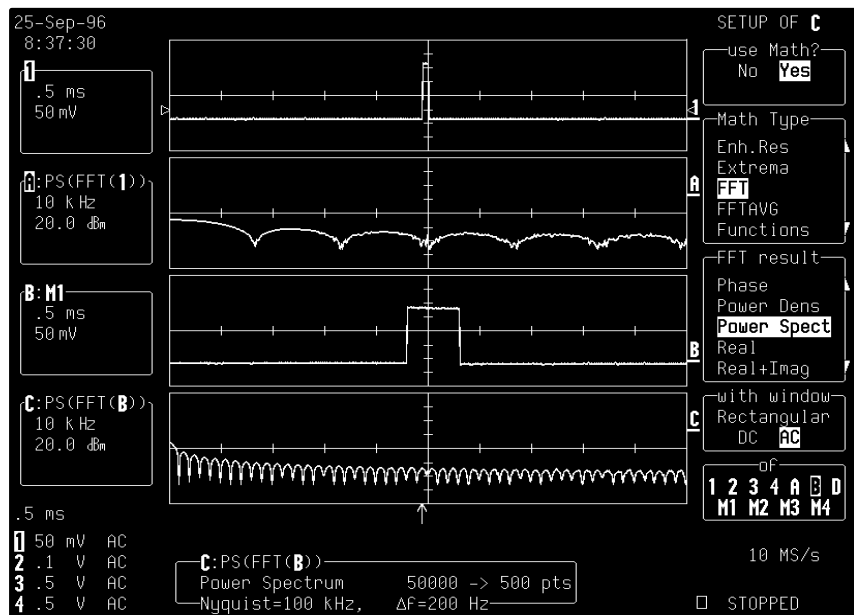 25-Sep-96
8:37:30
1
.5 ms
50 mV
A:PS(FFT(1))
10 kHz
20.0 dBm
B:M1
.5 ms
50 mV
C:PS(FFT(B))
10 kHz
20.0 dBm
.5 ms
1 50 mV AC
2 .1 V AC
3 .5 V AC
4 .5 V AC
1
A
B
C
C:PS(FFT(B))
Power Spectrum 50000 -> 500 pts
Nyquist=100 kHz, ΔF=200 Hz
SETUP OF C
use Math?
No Yes
Math Type
Enh.Res
Extrema
FFT
FFTAVG
Functions
FFT result
Phase
Power Dens
Power Spect
Real
Real+Imag
with window
Rectangular
DC AC
of
1 2 3 4 A B D
M1 M2 M3 M4
10 MS/s
STOPPED